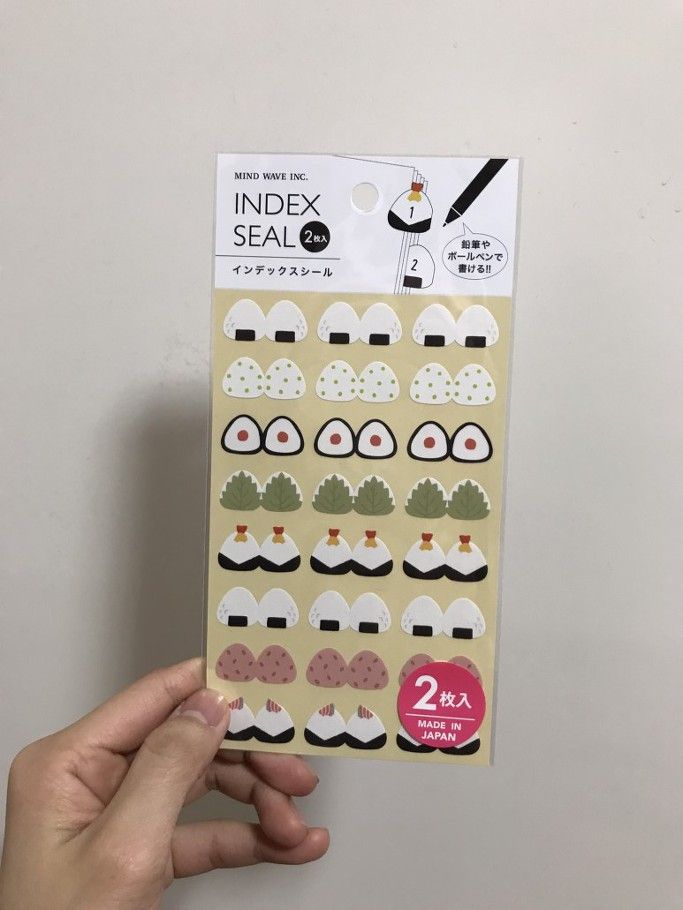 MIND WAVE INC.
INDEX
SEAL 2枚入
インデックスシール
1
2
鉛筆や
ボールペンで
書ける!!
2枚入
MADE IN
JAPAN